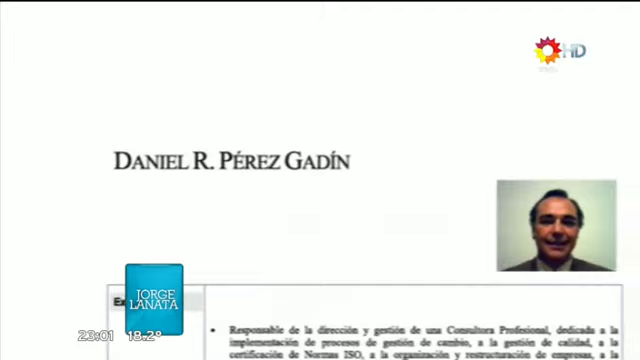 HD
DANIEL R. PÉREZ GADÍN
JORGE
LANATA
23:01 18.2°
Responsable de la dirección y gestión de una Consultora Profesional, dedicada a la
implementación de procesos de gestión de cambio, a la gestión de calidad, a la
certificación de Normas ISO, a la organización y restructuración de empresas, a la